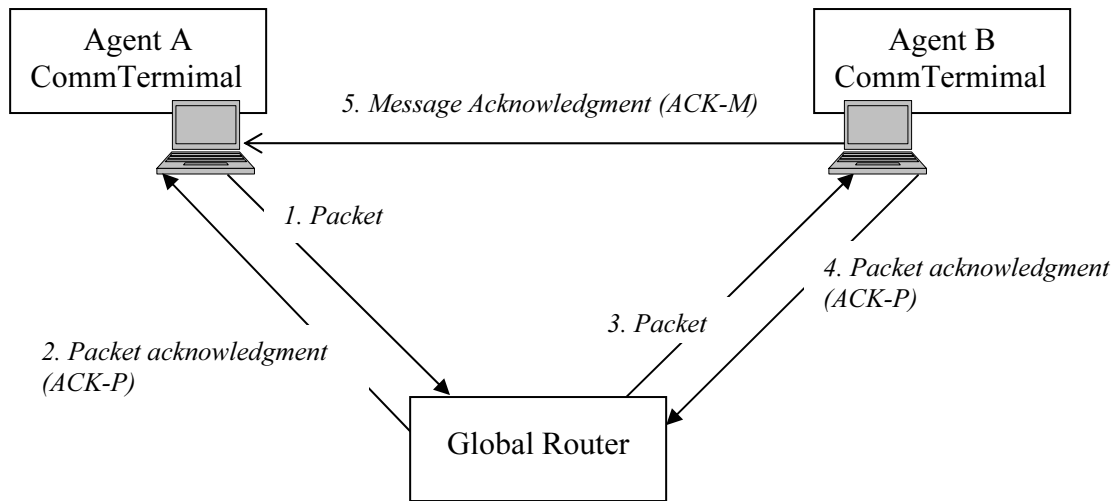 Agent A
CommTermimal
Agent B
CommTermimal
5. Message Acknowledgment (ACK-M)
1. Packet
4. Packet acknowledgment
(ACK-P)
3. Packet
2. Packet acknowledgment
(ACK-P)
Global Router